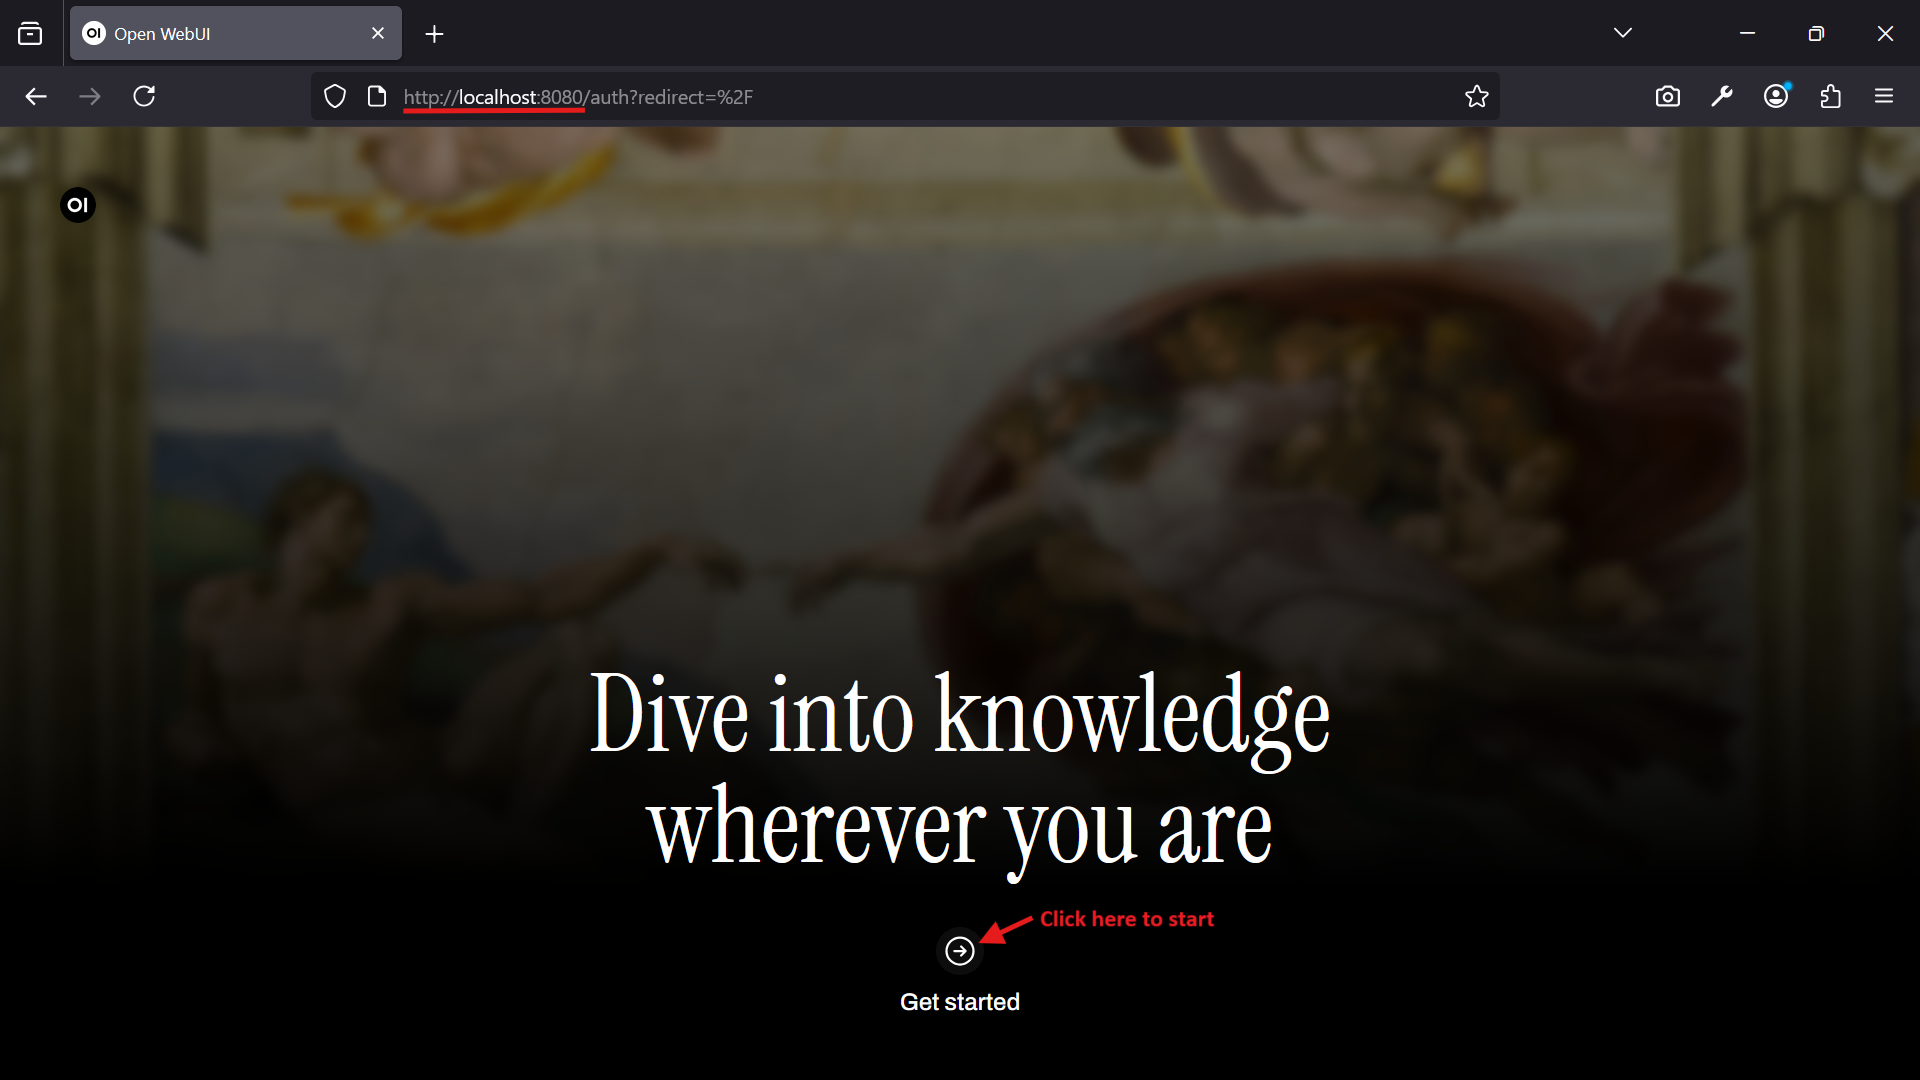 OI Open WebUI
http://localhost:8080/auth?redirect=%2F
OI
Dive into knowledge
wherever you are
Click here to start
Get started